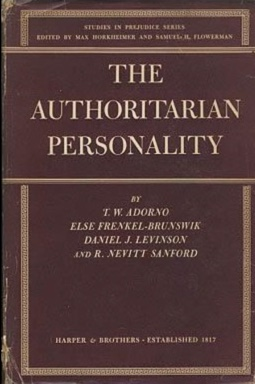 STUDIES IN PREJUDICE SERIES
EDITED BY MAX HORKHEIMER AND SAMUEL H. FLOWERMAN
THE
AUTHORITARIAN
PERSONALITY
BY
T. W. ADORNO
ELSE FRENKEL-BRUNSWIK
DANIEL J. LEVINSON
AND R. NEVITT SANFORD
HARPER & BROTHERS · ESTABLISHED 1817